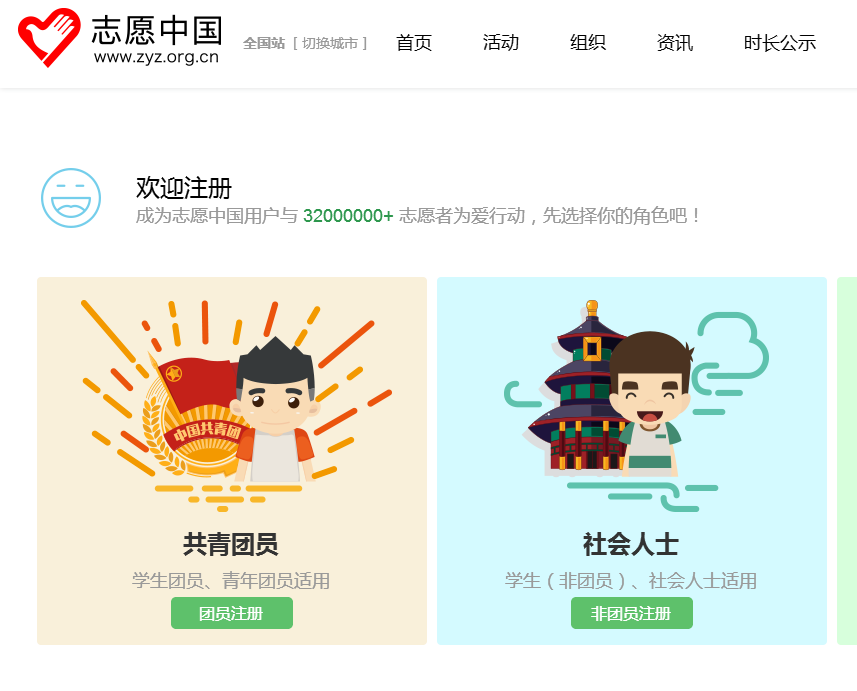 志愿中国
www.zyz.org.cn
全国站 [ 切换城市 ] 首页 活动 组织 资讯 时长公示
欢迎注册
成为志愿中国用户与 32000000+ 志愿者为爱行动，先选择你的角色吧！
中国共青团
共青团员
学生团员、青年团员适用
团员注册
社会人士
学生（非团员）、社会人士适用
非团员注册